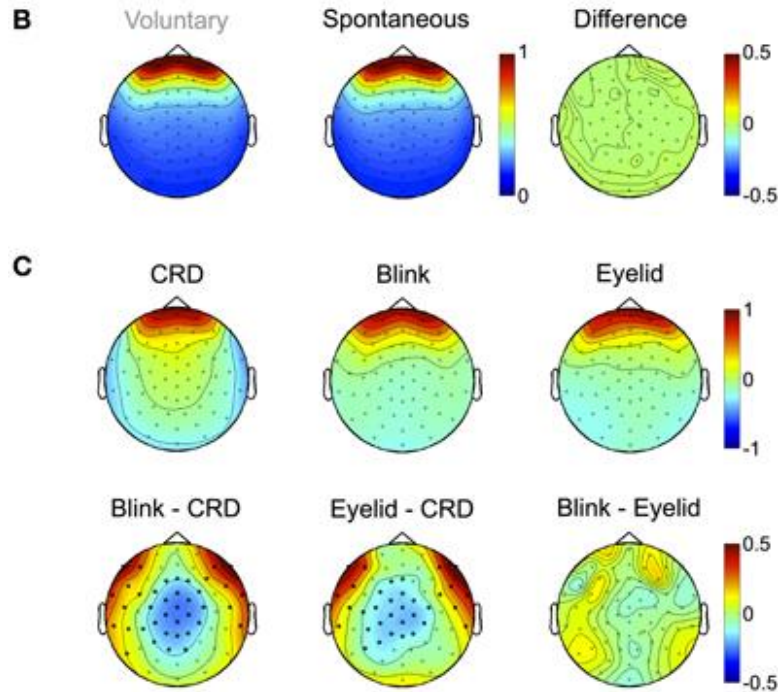 B
Voluntary Spontaneous Difference
1 0.5
0
0 -0.5
C
CRD Blink Eyelid
1
0
-1
Blink - CRD Eyelid - CRD Blink - Eyelid
0.5
0
-0.5